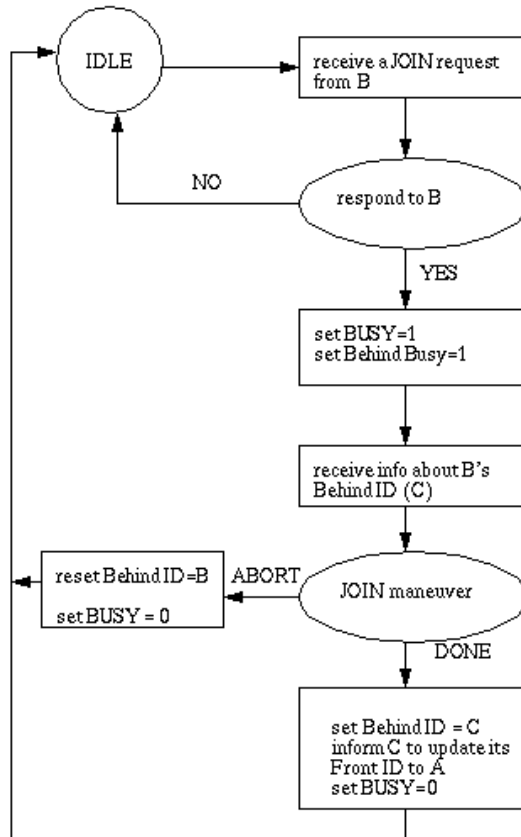 IDLE
receive a JOIN request
from B
NO
respond to B
YES
set BUSY=1
set Behind Busy=1
receive info about B's
Behind ID (C)
reset Behind ID=B
set BUSY = 0
ABORT
JOIN maneuver
DONE
set Behind ID = C
inform C to update its
Front ID to A
set BUSY=0